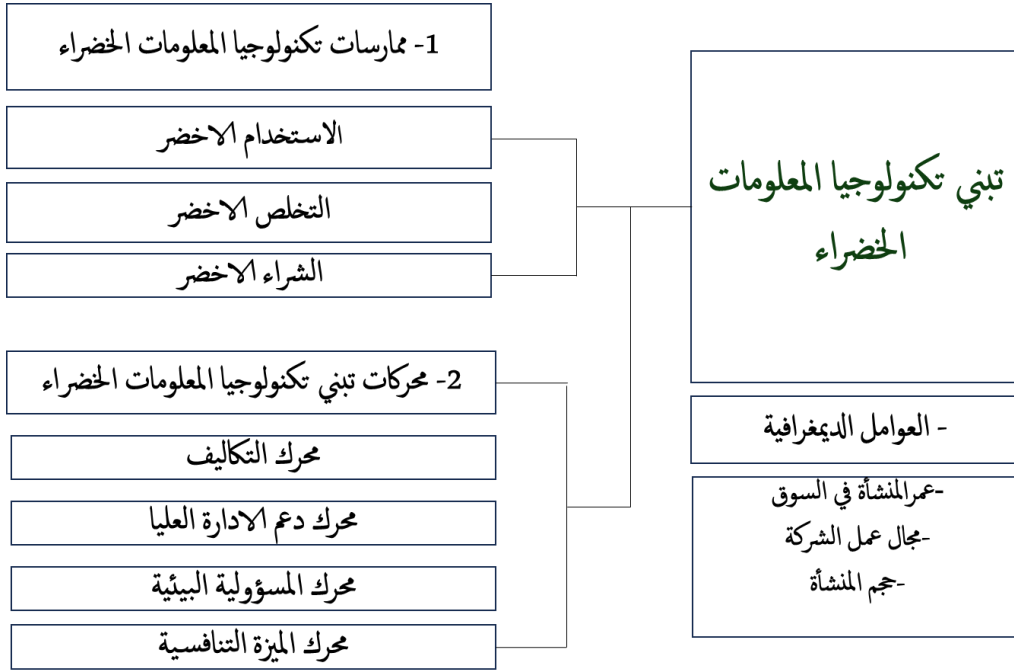 تبني تكنولوجيا المعلومات
الخضراء
- العوامل الديمغرافية
-عمرالمنشأة في السوق
-مجال عمل الشركة
-حجم المنشأة
1- ممارسات تكنولوجيا المعلومات الخضراء
الاستخدام الاخضر
التخلص الاخضر
الشراء الاخضر
2- محركات تبني تكنولوجيا المعلومات الخضراء
محرك التكاليف
محرك دعم الادارة العليا
محرك المسؤولية البيئية
محرك الميزة التنافسية